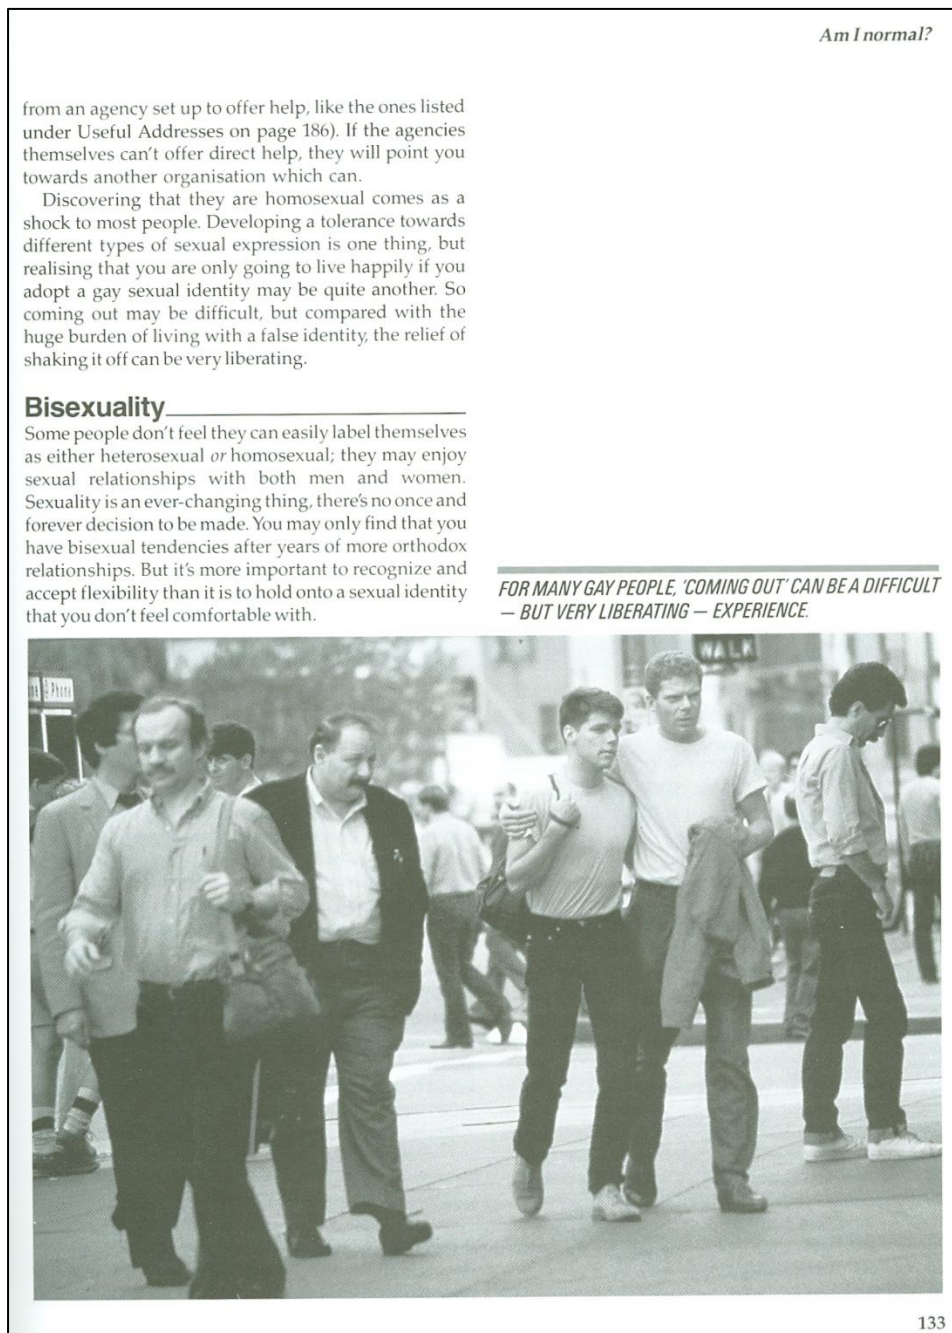 Am I normal?
from an agency set up to offer help, like the ones listed
under Useful Addresses on page 186). If the agencies
themselves can't offer direct help, they will point you
towards another organisation which can.
Discovering that they are homosexual comes as a
shock to most people. Developing a tolerance towards
different types of sexual expression is one thing, but
realising that you are only going to live happily if you
adopt a gay sexual identity may be quite another. So
coming out may be difficult, but compared with the
huge burden of living with a false identity, the relief of
shaking it off can be very liberating.
Bisexuality
Some people don't feel they can easily label themselves
as either heterosexual or homosexual; they may enjoy
sexual relationships with both men and women.
Sexuality is an ever-changing thing, there's no once and
forever decision to be made. You may only find that you
have bisexual tendencies after years of more orthodox
relationships. But it's more important to recognize and
accept flexibility than it is to hold onto a sexual identity
that you don't feel comfortable with.
FOR MANY GAY PEOPLE, 'COMING OUT' CAN BE A DIFFICULT
— BUT VERY LIBERATING — EXPERIENCE.
WALK
Phone
133